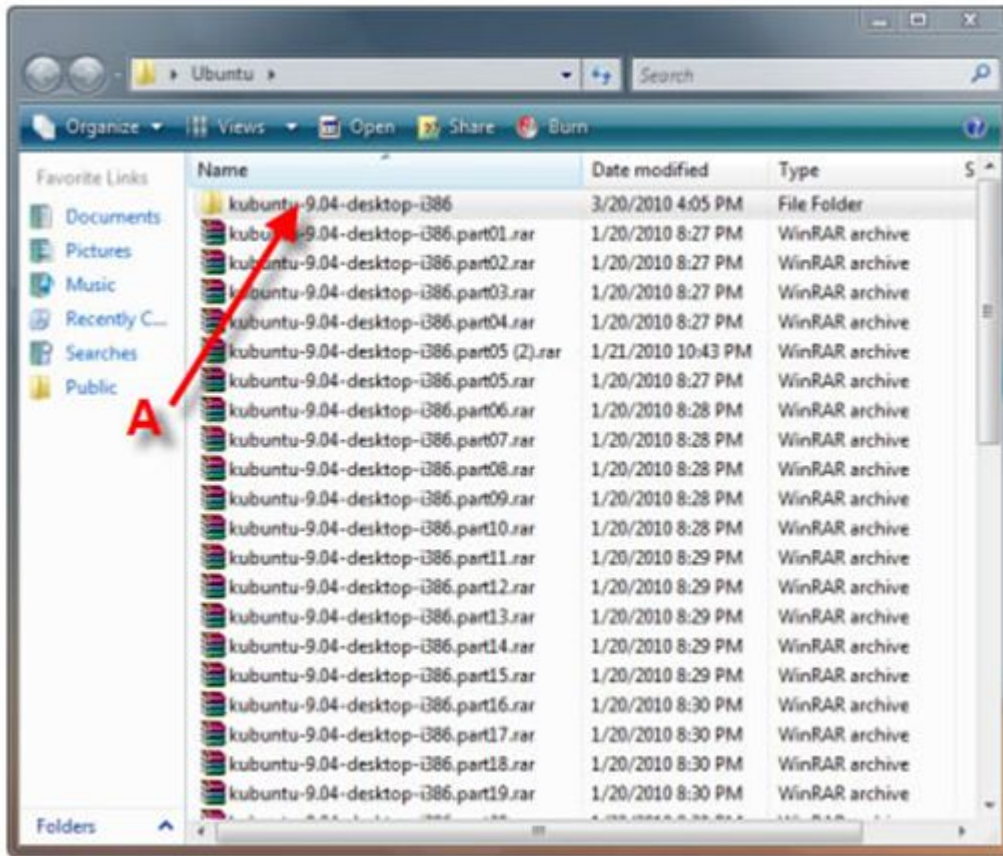 Ubuntu
Search
Organize Views Open Share Burn
Favorite Links
Documents
Pictures
Music
Recently C...
Searches
Public
Folders
Name Date modified Type S
kubuntu-9.04-desktop-i386 3/20/2010 4:05 PM File Folder
kubuntu-9.04-desktop-i386.part01.rar 1/20/2010 8:27 PM WinRAR archive
kubuntu-9.04-desktop-i386.part02.rar 1/20/2010 8:27 PM WinRAR archive
kubuntu-9.04-desktop-i386.part03.rar 1/20/2010 8:27 PM WinRAR archive
kubuntu-9.04-desktop-i386.part04.rar 1/20/2010 8:27 PM WinRAR archive
kubuntu-9.04-desktop-i386.part05 (2).rar 1/21/2010 10:43 PM WinRAR archive
kubuntu-9.04-desktop-i386.part05.rar 1/20/2010 8:27 PM WinRAR archive
kubuntu-9.04-desktop-i386.part06.rar 1/20/2010 8:28 PM WinRAR archive
kubuntu-9.04-desktop-i386.part07.rar 1/20/2010 8:28 PM WinRAR archive
kubuntu-9.04-desktop-i386.part08.rar 1/20/2010 8:28 PM WinRAR archive
kubuntu-9.04-desktop-i386.part09.rar 1/20/2010 8:28 PM WinRAR archive
kubuntu-9.04-desktop-i386.part10.rar 1/20/2010 8:28 PM WinRAR archive
kubuntu-9.04-desktop-i386.part11.rar 1/20/2010 8:29 PM WinRAR archive
kubuntu-9.04-desktop-i386.part12.rar 1/20/2010 8:29 PM WinRAR archive
kubuntu-9.04-desktop-i386.part13.rar 1/20/2010 8:29 PM WinRAR archive
kubuntu-9.04-desktop-i386.part14.rar 1/20/2010 8:29 PM WinRAR archive
kubuntu-9.04-desktop-i386.part15.rar 1/20/2010 8:29 PM WinRAR archive
kubuntu-9.04-desktop-i386.part16.rar 1/20/2010 8:30 PM WinRAR archive
kubuntu-9.04-desktop-i386.part17.rar 1/20/2010 8:30 PM WinRAR archive
kubuntu-9.04-desktop-i386.part18.rar 1/20/2010 8:30 PM WinRAR archive
kubuntu-9.04-desktop-i386.part19.rar 1/20/2010 8:30 PM WinRAR archive
A